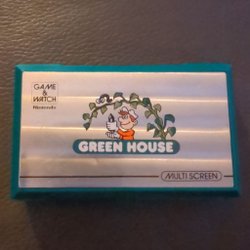 GAME &
WATCH
Nintendo
GREEN HOUSE
MULTI SCREEN